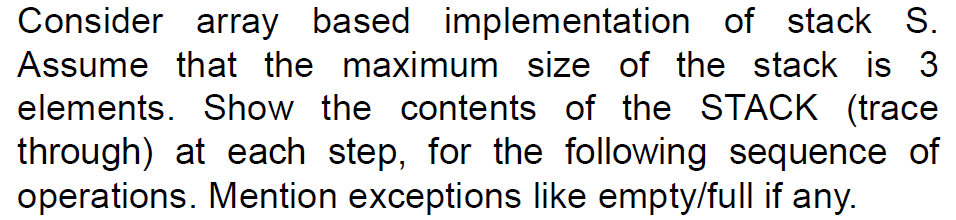 Consider array based implementation of stack S.
Assume that the maximum size of the stack is 3
elements. Show the contents of the STACK (trace
through) at each step, for the following sequence of
operations. Mention exceptions like empty/full if any.